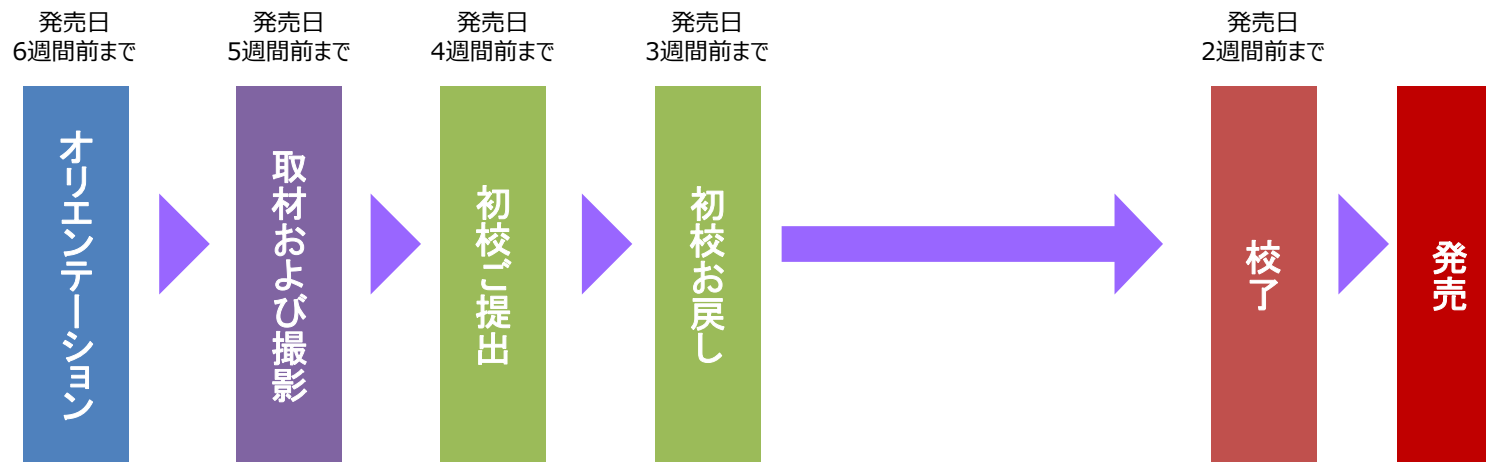 発売日
6週間前まで
発売日
5週間前まで
発売日
4週間前まで
発売日
3週間前まで
発売日
2週間前まで
オリエンテーション
取材および撮影
初校ご提出
初校お戻し
校了
発売